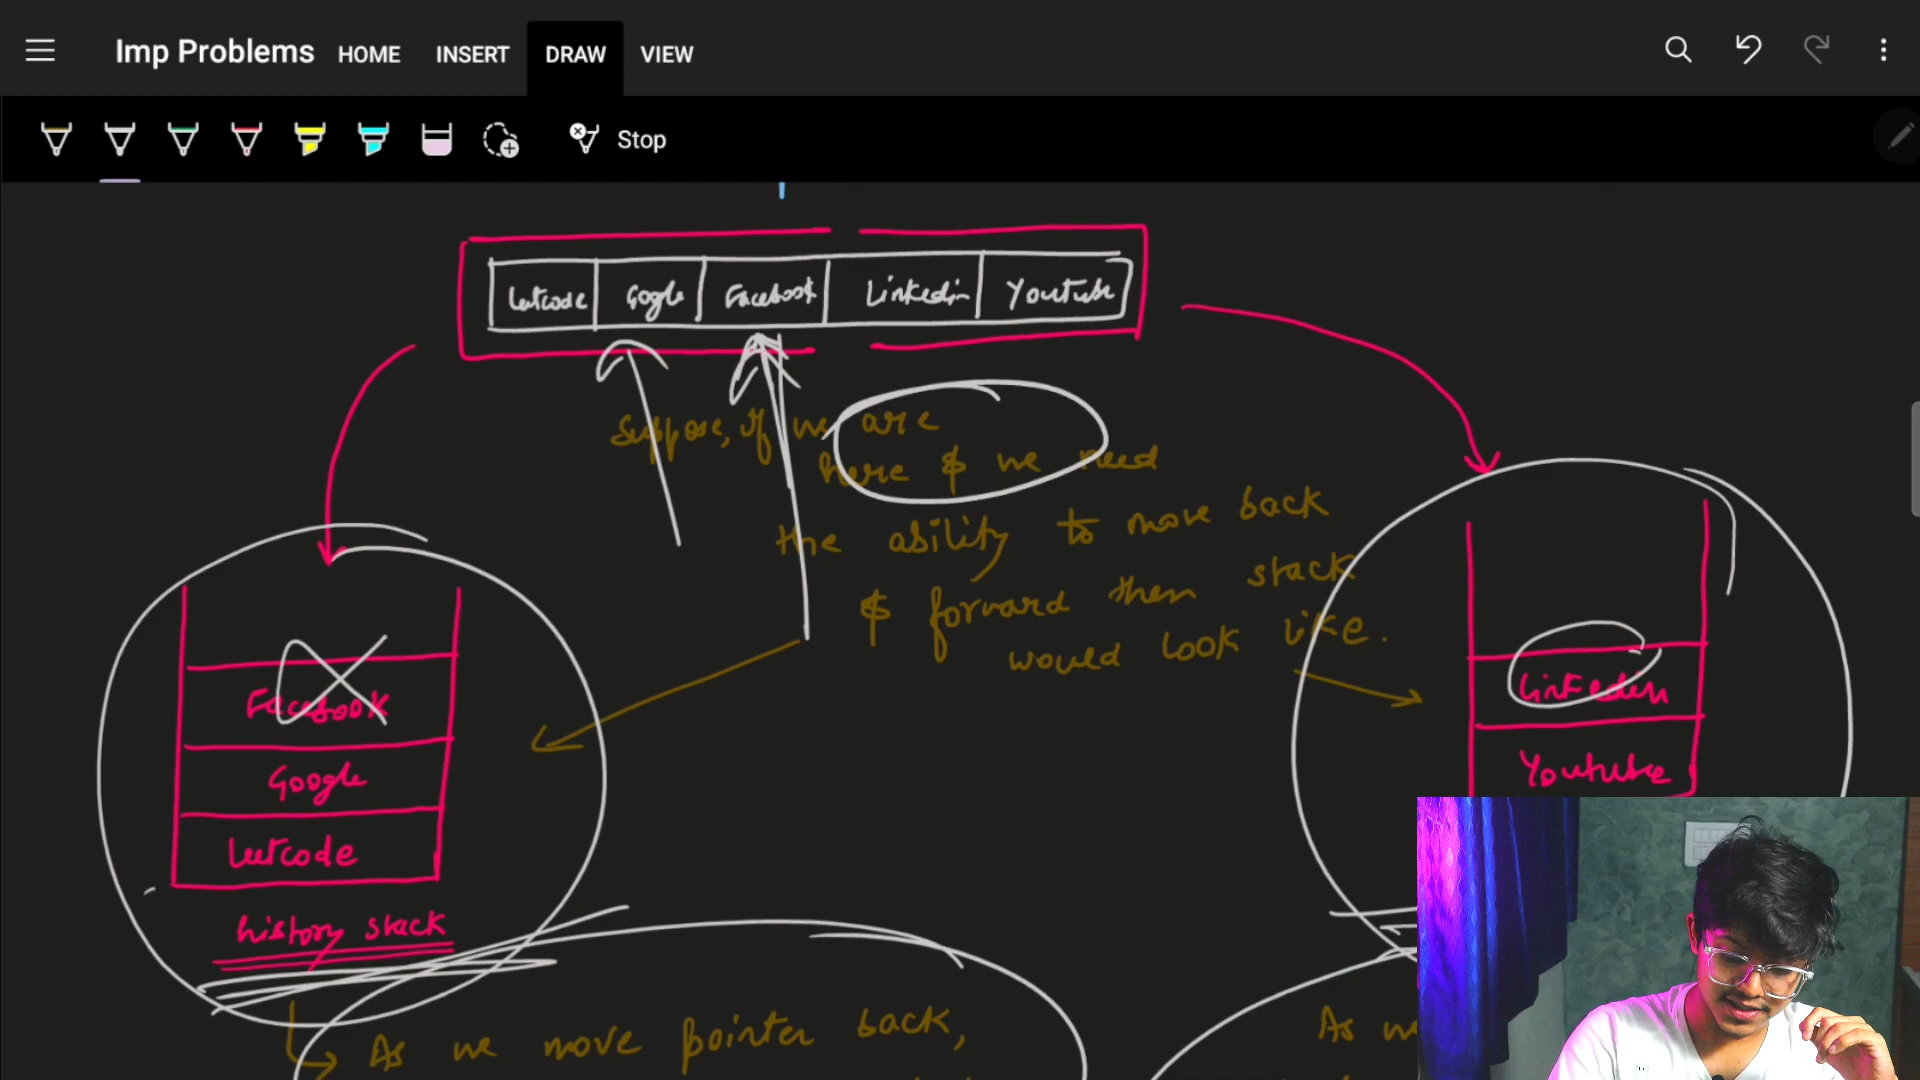 Imp Problems HOME INSERT DRAW VIEW
Stop
Leetcode Google Facebook Linkedin Youtube
Suppose, if we are
here & we need
the ability to move back
& forward then stack
would look like.
Facebook
Google
Leetcode
history stack
Linkedin
Youtube
As we move pointer back,
As